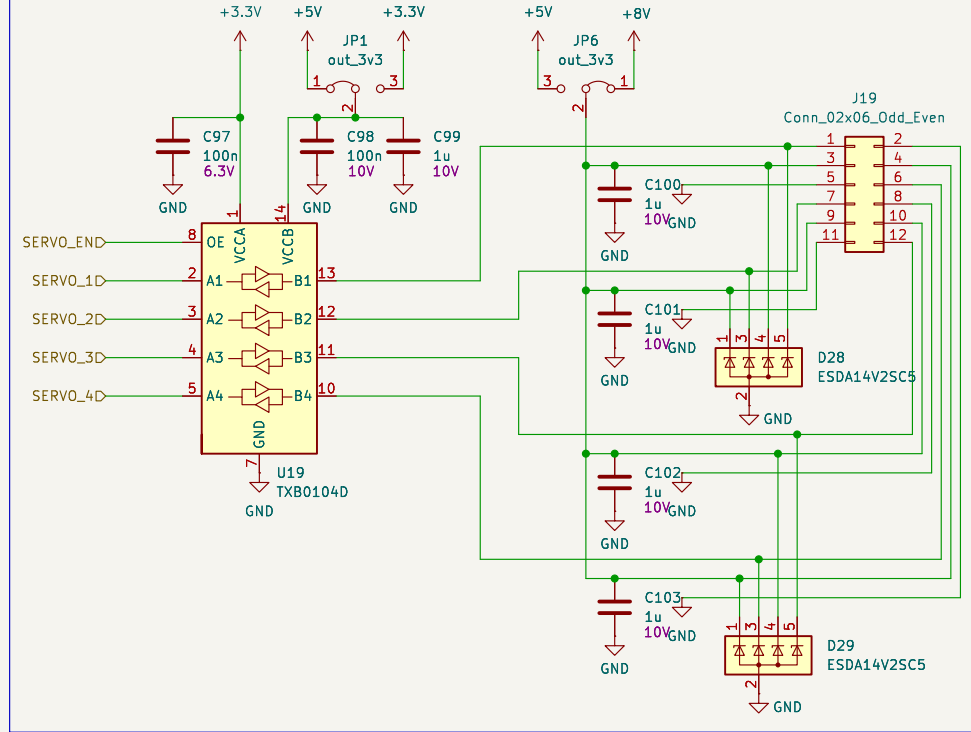 +3.3V
+5V
+3.3V
JP1
out_3v3
1
3
2
+5V
+8V
JP6
out_3v3
3
1
2
J19
Conn_02x06_Odd_Even
1
2
3
4
5
6
7
8
9
10
11
12
C97
100n
6.3V
GND
C98
100n
10V
GND
C99
1u
10V
GND
C100
1u
10V
GND
GND
1
14
VCCA
VCCB
SERVO_EN
8
OE
SERVO_1
2
A1
B1
13
SERVO_2
3
A2
B2
12
SERVO_3
4
A3
B3
11
SERVO_4
5
A4
B4
10
GND
7
U19
TXB0104D
GND
C101
1u
10V
GND
GND
1
3
4
5
D28
ESDA14V2SC5
2
GND
C102
1u
10V
GND
GND
C103
1u
10V
GND
GND
1
3
4
5
D29
ESDA14V2SC5
2
GND